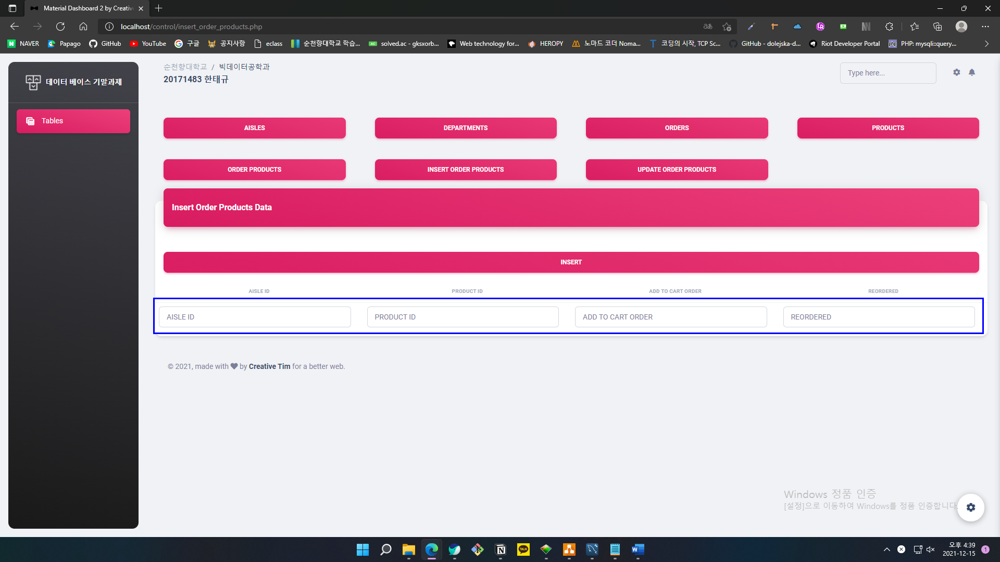 Material Dashboard 2 by Creativ
localhost/control/insert_order_products.php
NAVER
Papago
GitHub
YouTube
구글
공지사항
eclass
순천향대학교 학습...
solved.ac - gksxorb...
Web technology for...
HEROPY
노마드 코더 Noma...
코딩의 시작, TCP Sc...
GitHub - dolejska-d...
Riot Developer Portal
PHP: mysqli::query...
데이터 베이스 기말과제
Tables
순천향대학교 / 빅데이터공학과
20171483 한태규
Type here...
AISLES
DEPARTMENTS
ORDERS
PRODUCTS
ORDER PRODUCTS
INSERT ORDER PRODUCTS
UPDATE ORDER PRODUCTS
Insert Order Products Data
INSERT
AISLE ID
PRODUCT ID
ADD TO CART ORDER
REORDERED
AISLE ID
PRODUCT ID
ADD TO CART ORDER
REORDERED
© 2021, made with by Creative Tim for a better web.
Windows 정품 인증
[설정]으로 이동하여 Windows를 정품 인증합니다.
오후 4:39
2021-12-15
1